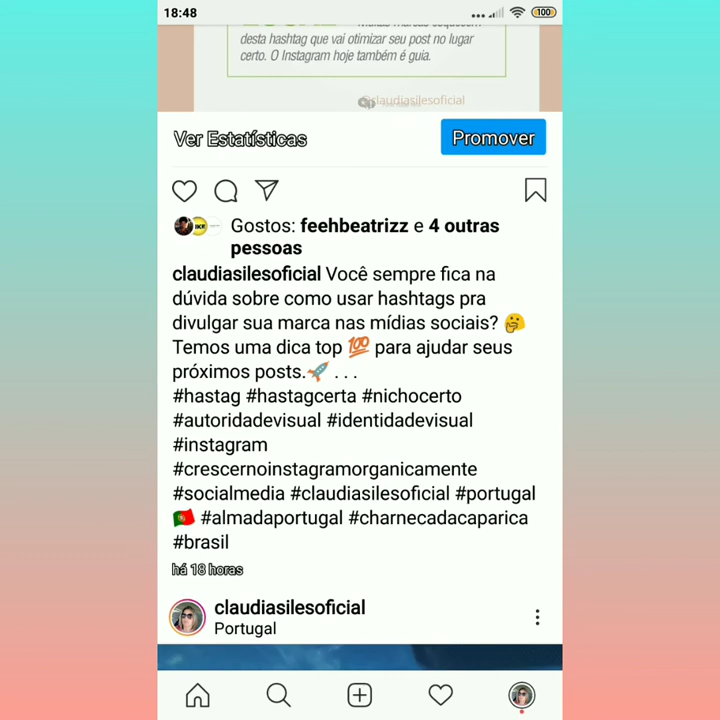 18:48
100
desta hashtag que vai otimizar seu post no lugar
certo. O Instagram hoje também é guia.
@claudiasilesoficial
Ver Estatísticas
Promover
Gostos: feehbeatrizz e 4 outras
pessoas
claudiasilesoficial Você sempre fica na
dúvida sobre como usar hashtags pra
divulgar sua marca nas mídias sociais? 🤔
Temos uma dica top 💯 para ajudar seus
próximos posts.🚀 . . .
#hastag #hastagcerta #nichocerto
#autoridadevisual #identidadevisual
#instagram
#crescernoinstagramorganicamente
#socialmedia #claudiasilesoficial #portugal
🇵🇹 #almadaportugal #charnecadacaparica
#brasil
há 18 horas
claudiasilesoficial
Portugal